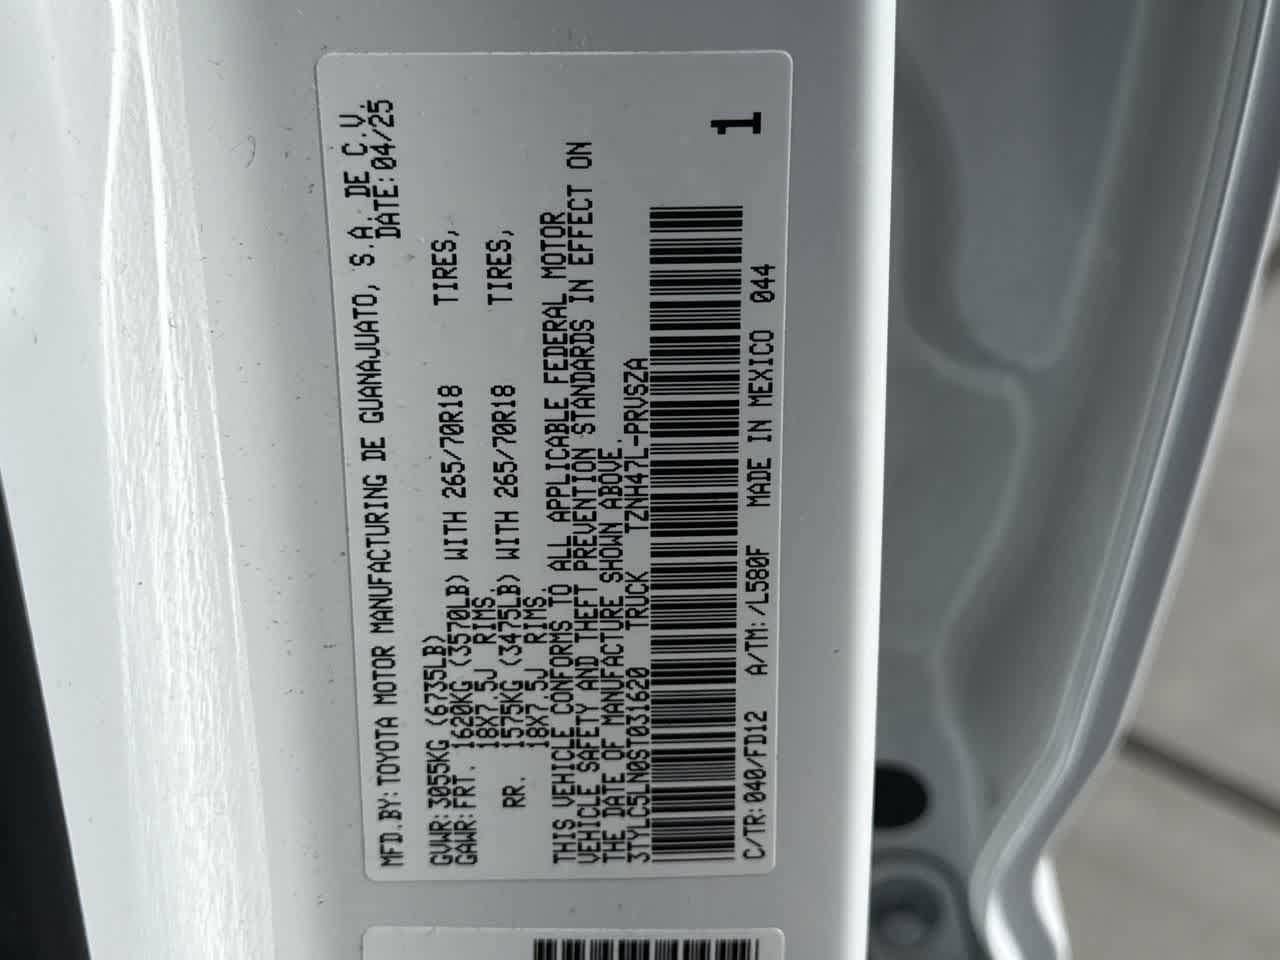 MFD.BY:TOYOTA MOTOR MANUFACTURING DE GUANAJUATO, S.A. DE C.V.
DATE:04/25
GVWR:3055KG (6735LB)
GAWR:FRT. 1620KG (3570LB) WITH 265/70R18 TIRES,
18X7.5J RIMS.
RR. 1575KG (3475LB) WITH 265/70R18 TIRES,
18X7.5J RIMS.
THIS VEHICLE CONFORMS TO ALL APPLICABLE FEDERAL MOTOR
VEHICLE SAFETY AND THEFT PREVENTION STANDARDS IN EFFECT ON
THE DATE OF MANUFACTURE SHOWN ABOVE.
3TYLC5LN0ST031620 TRUCK TZNH47L-PRVSZA
1
C/TR:040/FD12 A/TM:/L580F MADE IN MEXICO 044